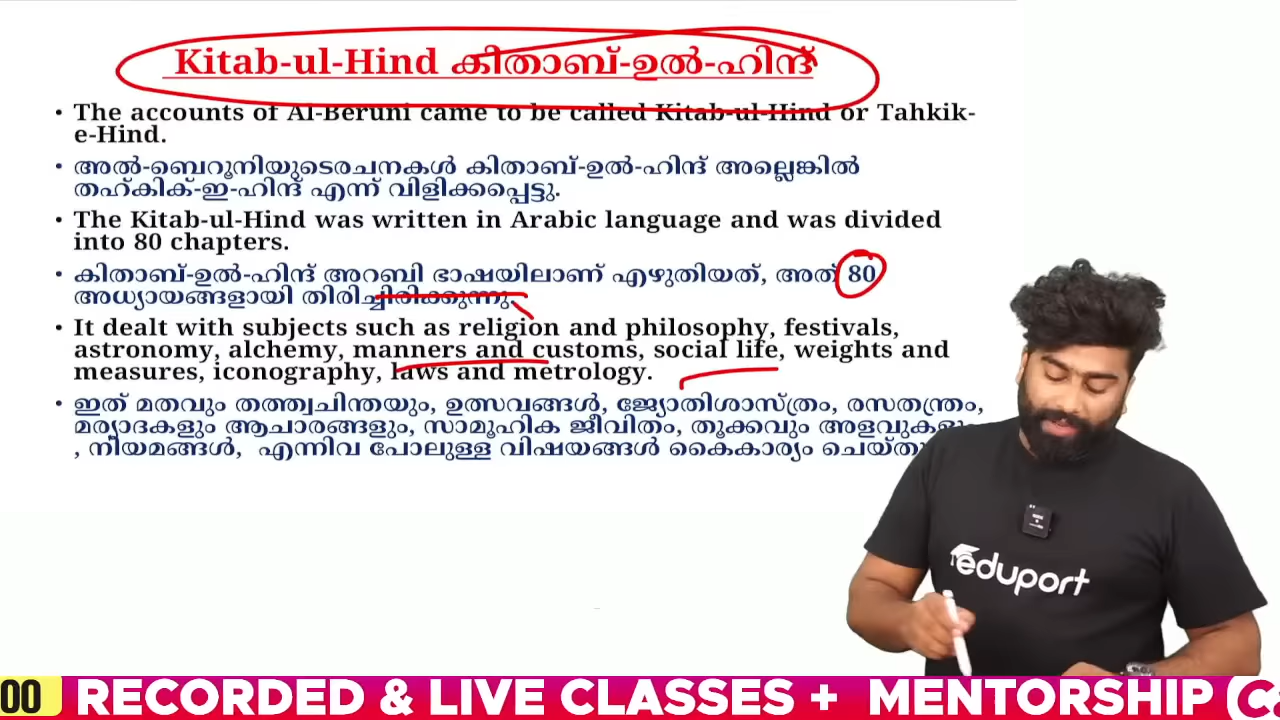 Kitab-ul-Hind കീതാബ്-ഉൽ-ഹിന്ദ്
• The accounts of Al-Beruni came to be called Kitab-ul-Hind or Tahkik-
e-Hind.
• അൽ-ബെറൂനിയുടെരചനകൾ കിതാബ്-ഉൽ-ഹിന്ദ് അല്ലെങ്കിൽ
തഹ്കിക്-ഇ-ഹിന്ദ് എന്ന് വിളിക്കപ്പെട്ടു.
• The Kitab-ul-Hind was written in Arabic language and was divided
into 80 chapters.
• കിതാബ്-ഉൽ-ഹിന്ദ് അറബി ഭാഷയിലാണ് എഴുതിയത്, അത് 80
അധ്യായങ്ങളായി തിരിച്ചിരിക്കുന്നു.
• It dealt with subjects such as religion and philosophy, festivals,
astronomy, alchemy, manners and customs, social life, weights and
measures, iconography, laws and metrology.
• ഇത് മതവും തത്ത്വചിന്തയും, ഉത്സവങ്ങൾ, ജ്യോതിശാസ്ത്രം, രസതന്ത്രം,
മര്യാദകളും ആചാരങ്ങളും, സാമൂഹിക ജീവിതം, തൂക്കവും
, നിയമങ്ങൾ, എന്നിവ പോലുള്ള വിഷയങ്ങൾ കൈകാര്യം
eduport
00 RECORDED & LIVE CLASSES + MENTORSHIP